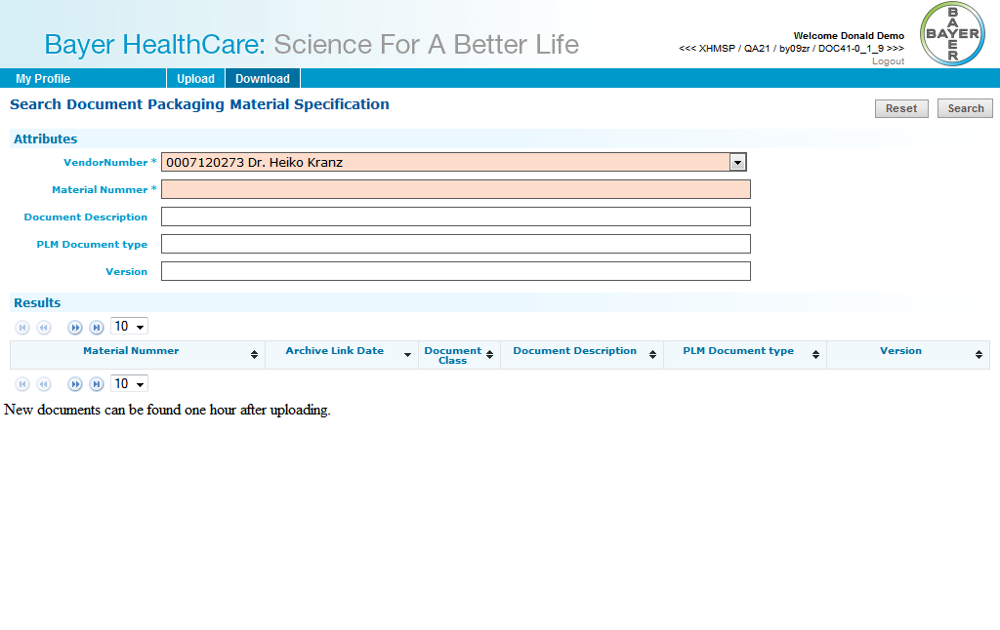 Bayer HealthCare: Science For A Better Life
Welcome Donald Demo
<<< XHMSP / QA21 / by09zr / DOC41-0_1_9 >>>
Logout
BAYER
BAYER
My Profile
Upload
Download
Search Document Packaging Material Specification
Reset
Search
Attributes
VendorNumber *
0007120273 Dr. Heiko Kranz
Material Nummer *
Document Description
PLM Document type
Version
Results
10
Material Nummer
Archive Link Date
Document Class
Document Description
PLM Document type
Version
10
New documents can be found one hour after uploading.